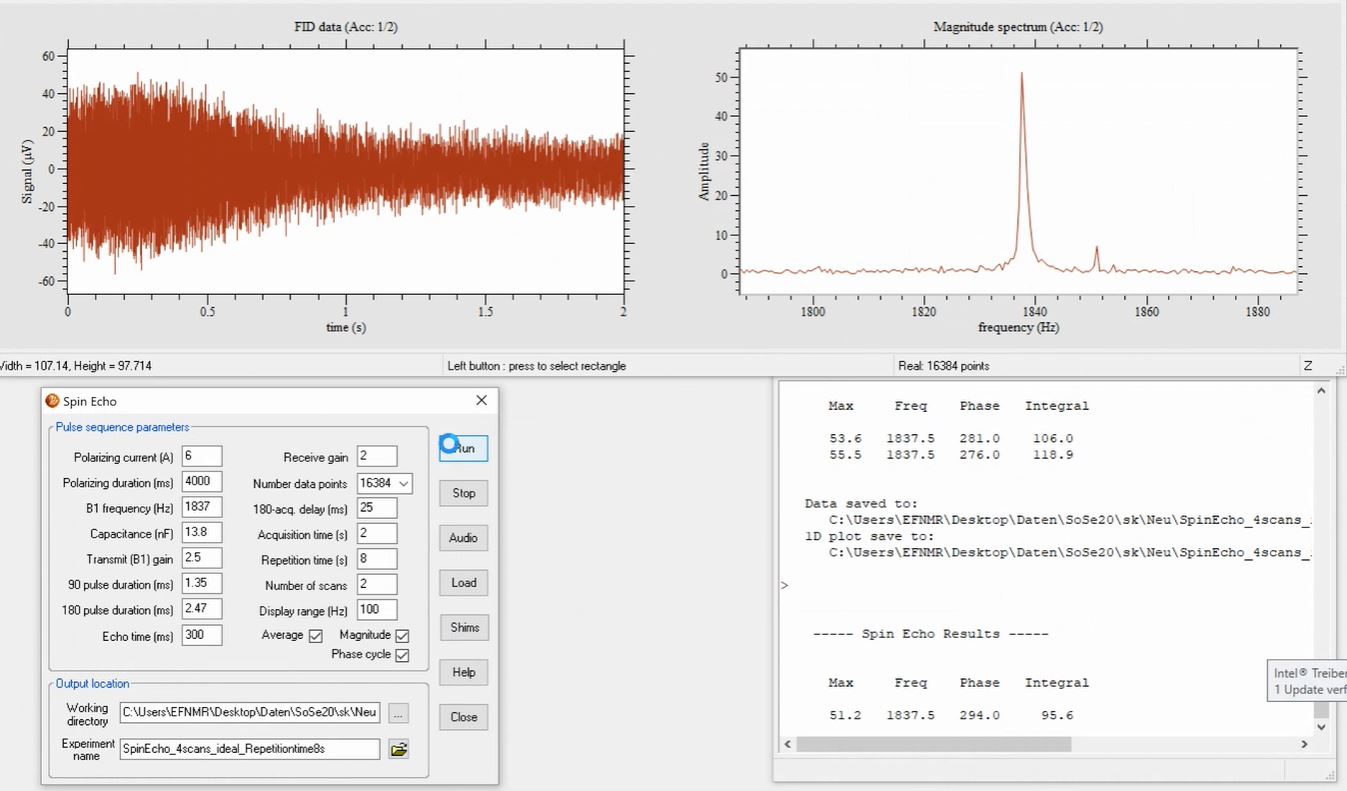 FID data (Acc: 1/2)
60
40
20
0
-20
-40
-60
Signal (µV)
0 0.5 1 1.5 2
time (s)
Magnitude spectrum (Acc: 1/2)
50
40
30
20
10
0
Amplitude
1800 1820 1840 1860 1880
frequency (Hz)
Vidth = 107.14, Height = 97.714 Left button : press to select rectangle Real: 16384 points Z
Spin Echo
Pulse sequence parameters
Polarizing current (A) 6
Polarizing duration (ms) 4000
B1 frequency (Hz) 1837
Capacitance (nF) 13.8
Transmit (B1) gain 2.5
90 pulse duration (ms) 1.35
180 pulse duration (ms) 2.47
Echo time (ms) 300
Receive gain 2
Number data points 16384
180-acq. delay (ms) 25
Acquisition time (s) 2
Repetition time (s) 8
Number of scans 2
Display range (Hz) 100
Average Magnitude
Phase cycle
Run
Stop
Audio
Load
Shims
Help
Close
Output location
Working directory C:\Users\EFNMR\Desktop\Daten\SoSe20\sk\Neu ...
Experiment name SpinEcho_4scans_ideal_Repetitiontime8s
Max Freq Phase Integral
53.6 1837.5 281.0 106.0
55.5 1837.5 276.0 118.9
Data saved to:
C:\Users\EFNMR\Desktop\Daten\SoSe20\sk\Neu\SpinEcho_4scans_
1D plot save to:
C:\Users\EFNMR\Desktop\Daten\SoSe20\sk\Neu\SpinEcho_4scans_
>
----- Spin Echo Results -----
Max Freq Phase Integral
51.2 1837.5 294.0 95.6
Intel® Treiber
1 Update verf